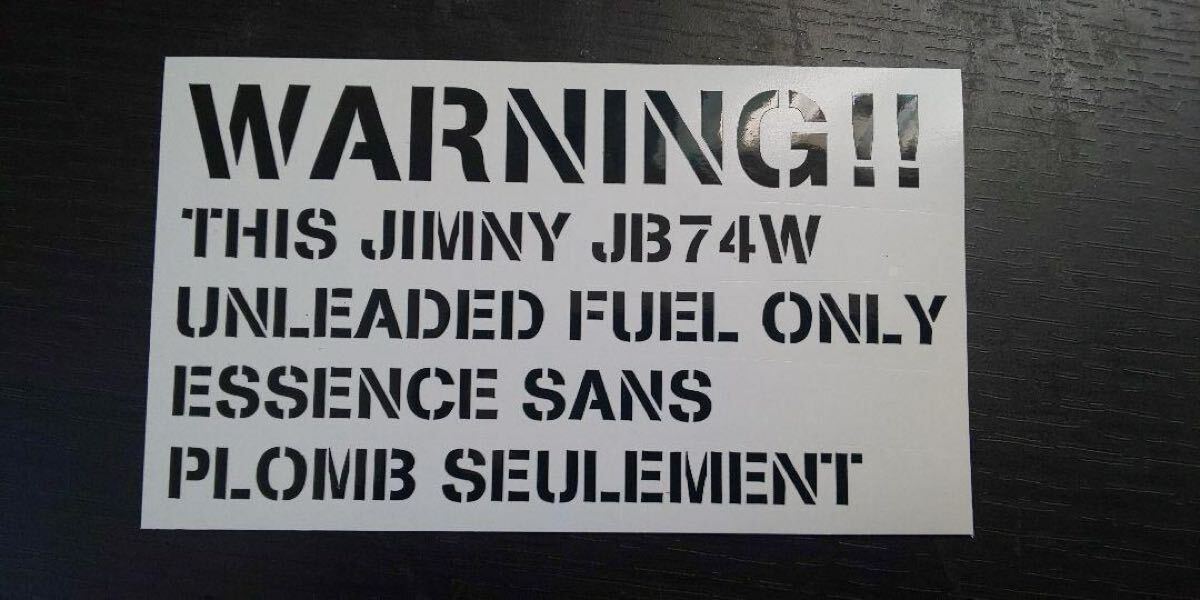 WARNING!!
THIS JIMNY JB74W
UNLEADED FUEL ONLY
ESSENCE SANS
PLOMB SEULEMENT